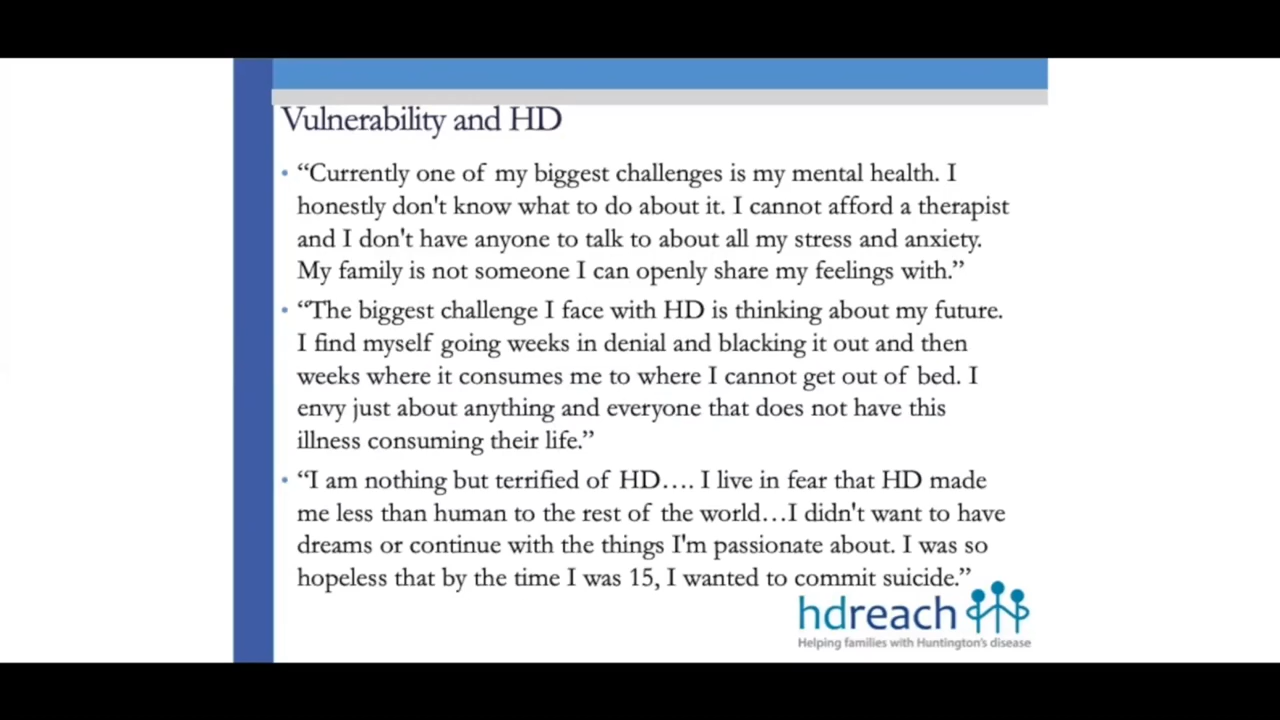 Vulnerability and HD
• “Currently one of my biggest challenges is my mental health. I
honestly don't know what to do about it. I cannot afford a therapist
and I don't have anyone to talk to about all my stress and anxiety.
My family is not someone I can openly share my feelings with.”
• “The biggest challenge I face with HD is thinking about my future.
I find myself going weeks in denial and blacking it out and then
weeks where it consumes me to where I cannot get out of bed. I
envy just about anything and everyone that does not have this
illness consuming their life.”
• “I am nothing but terrified of HD…. I live in fear that HD made
me less than human to the rest of the world…I didn't want to have
dreams or continue with the things I'm passionate about. I was so
hopeless that by the time I was 15, I wanted to commit suicide.”
hdreach
Helping families with Huntington's disease